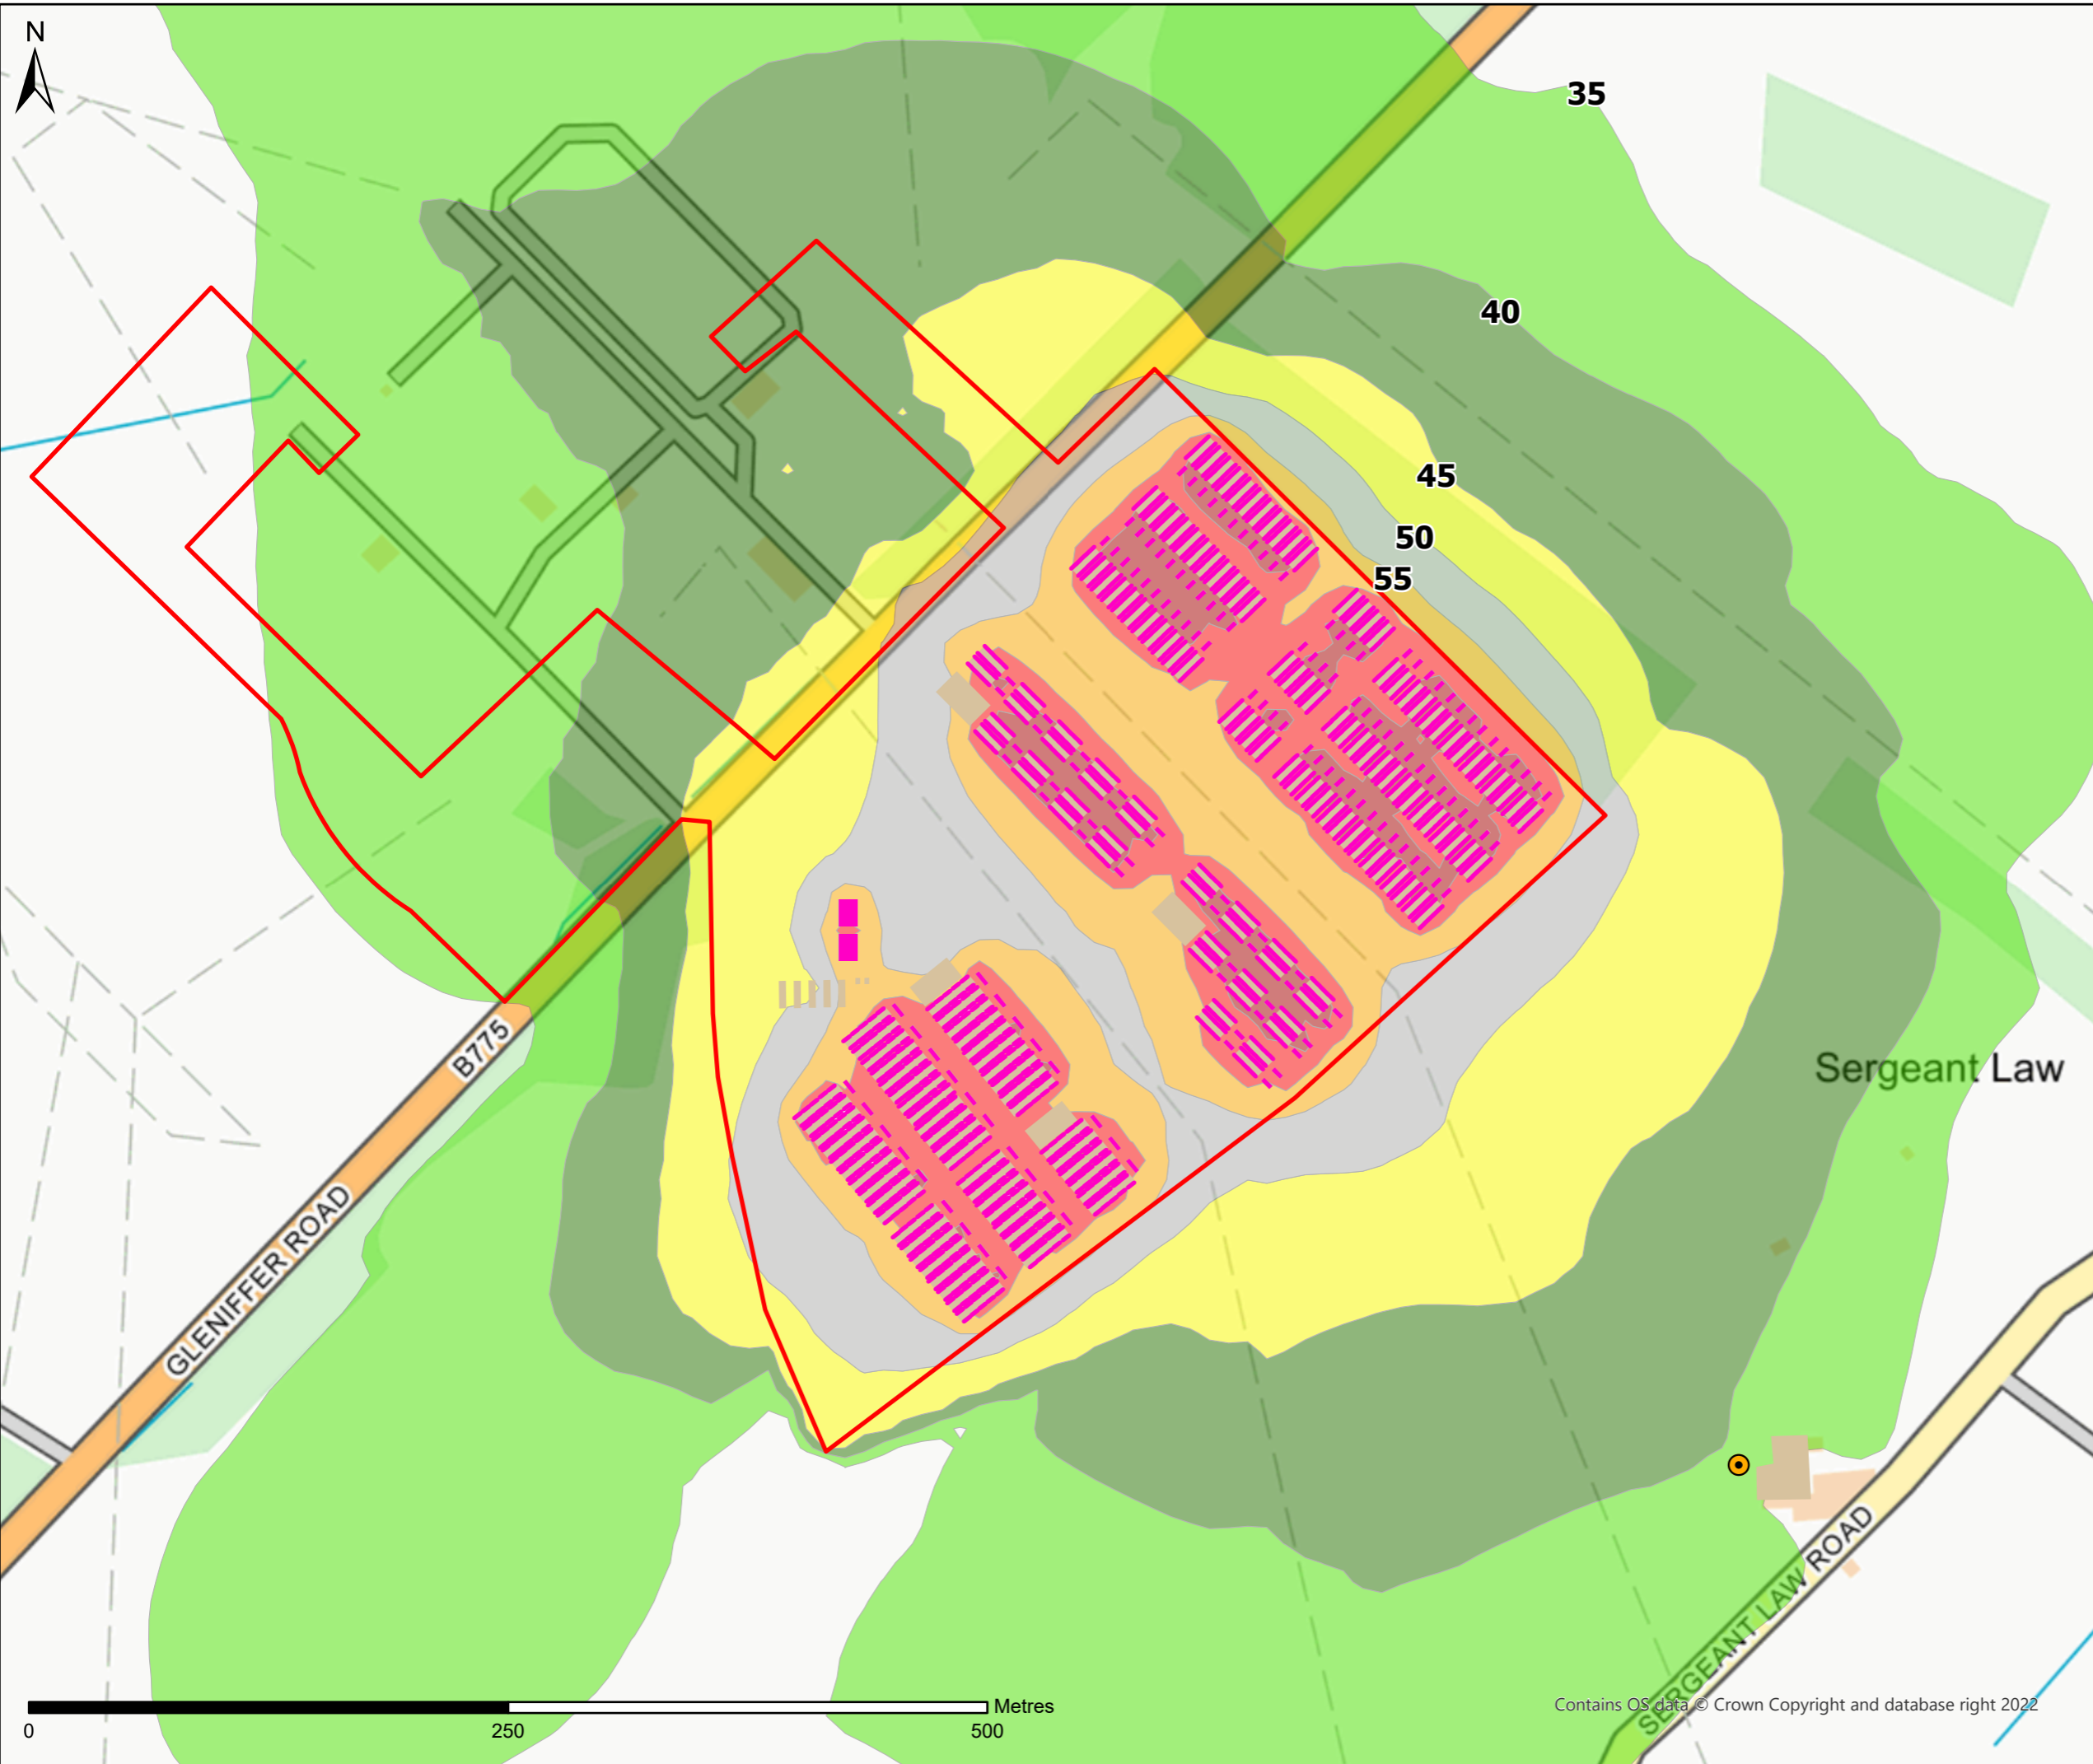 N
35
40
45
50
55
Sergeant Law
B775
GLENIFFER ROAD
SERGEANT LAW ROAD
Metres
0
250
500
Contains OS data © Crown Copyright and database right 2022